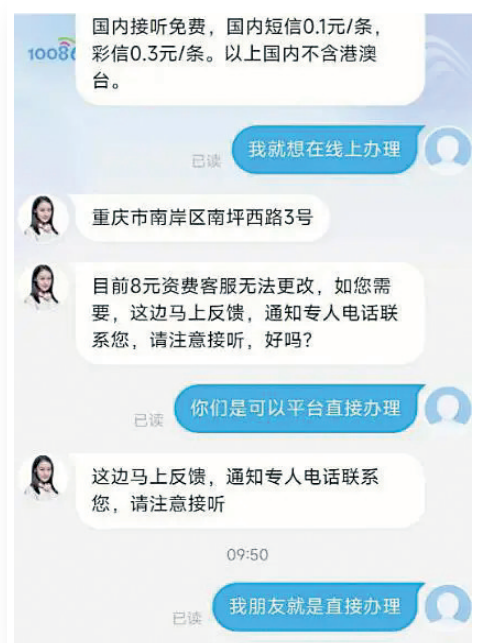 国内接听免费，国内短信0.1元/条，
10086
彩信0.3元/条。以上国内不含港澳
台。
我就想在线上办理
已读
重庆市南岸区南坪西路3号
目前8元资费客服无法更改，如您需
要，这边马上反馈，通知专人电话联
系您，请注意接听，好吗？
你们是可以平台直接办理
已读
这边马上反馈，通知专人电话联系
您，请注意接听
09:50
我朋友就是直接办理
已读